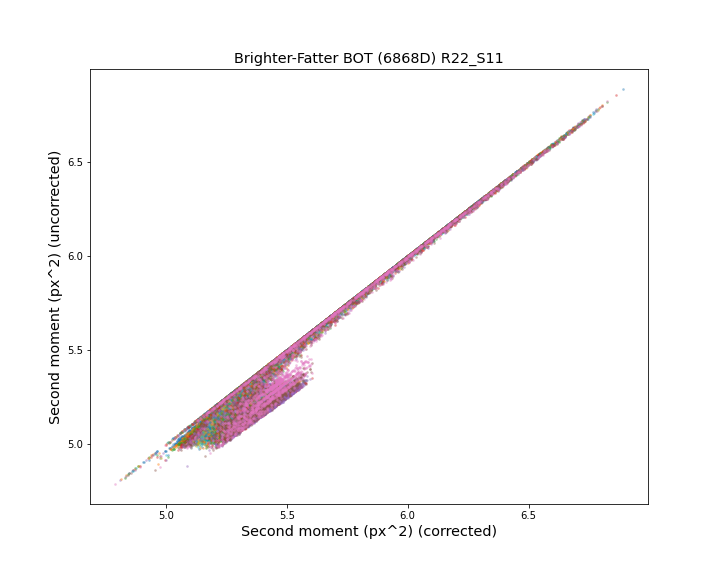 Brighter-Fatter BOT (6868D) R22_S11
Second moment (px^2) (uncorrected)
6.5
6.0
5.5
5.0
5.0 5.5 6.0 6.5
Second moment (px^2) (corrected)